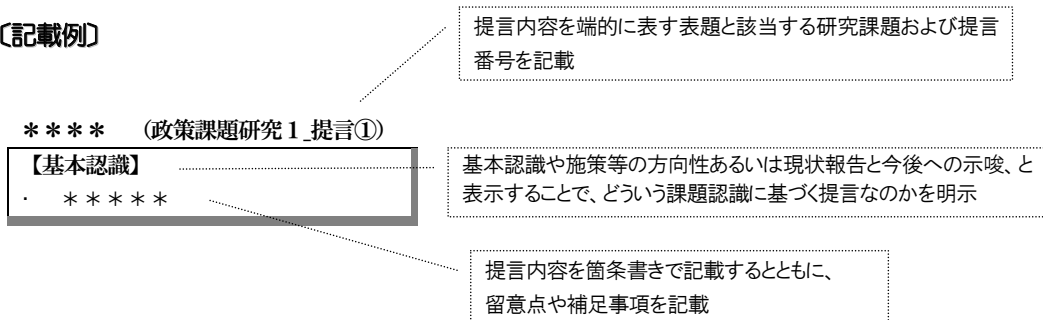 提言内容を端的に表す表題と該当する研究課題および提言
番号を記載
〔記載例〕
＊＊＊＊　（政策課題研究１_提言①）
【基本認識】
・　＊＊＊＊＊
基本認識や施策等の方向性あるいは現状報告と今後への示唆、と
表示することで、どういう課題認識に基づく提言なのかを明示
提言内容を箇条書きで記載するとともに、
留意点や補足事項を記載